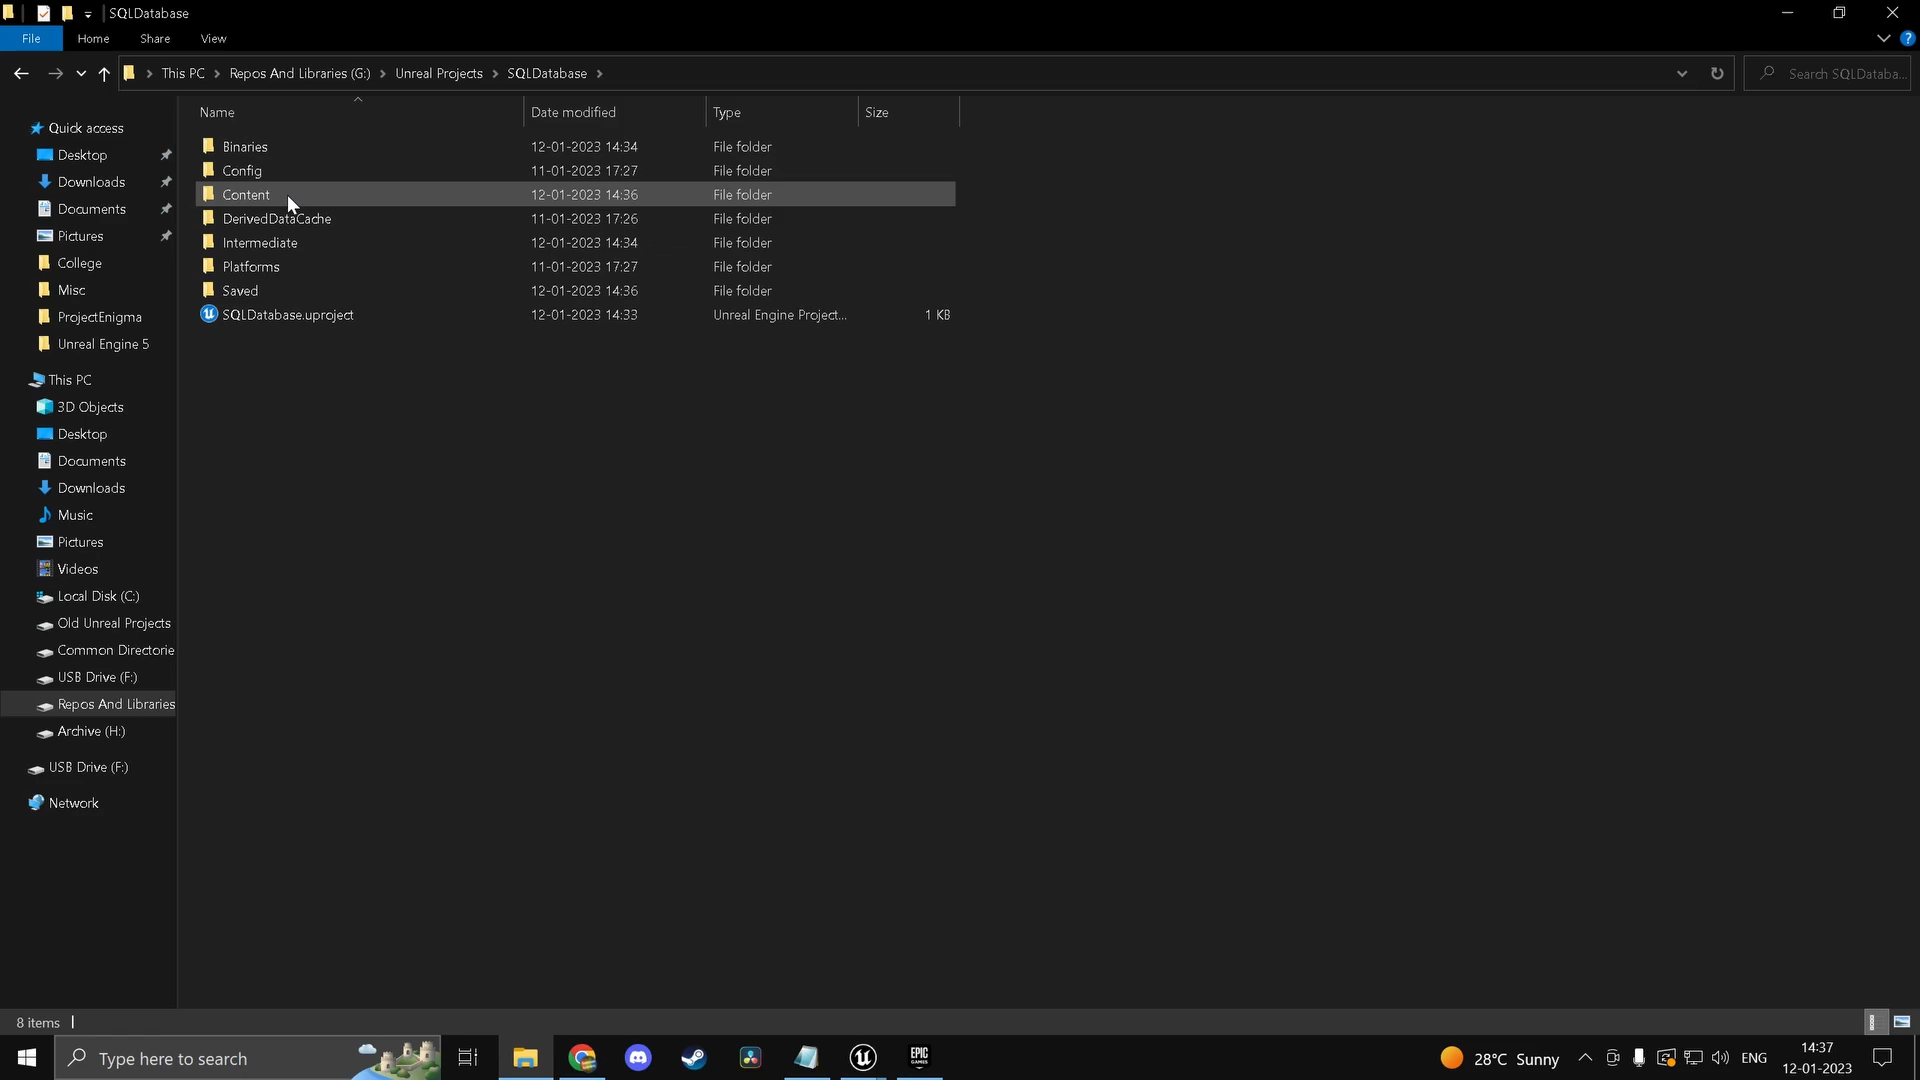 SQLDatabase
File Home Share View
This PC Repos And Libraries (G:) Unreal Projects SQLDatabase
Search SQLDataba...
Name Date modified Type Size
Quick access
Desktop
Downloads
Documents
Pictures
College
Misc
ProjectEnigma
Unreal Engine 5
This PC
3D Objects
Desktop
Documents
Downloads
Music
Pictures
Videos
Local Disk (C:)
Old Unreal Projects
Common Directorie
USB Drive (F:)
Repos And Libraries
Archive (H:)
USB Drive (F:)
Network
Binaries 12-01-2023 14:34 File folder
Config 11-01-2023 17:27 File folder
Content 12-01-2023 14:36 File folder
DerivedDataCache 11-01-2023 17:26 File folder
Intermediate 12-01-2023 14:34 File folder
Platforms 11-01-2023 17:27 File folder
Saved 12-01-2023 14:36 File folder
SQLDatabase.uproject 12-01-2023 14:33 Unreal Engine Project... 1 KB
8 items
Type here to search
EPIC
GAMES
28°C Sunny
ENG
14:37
12-01-2023